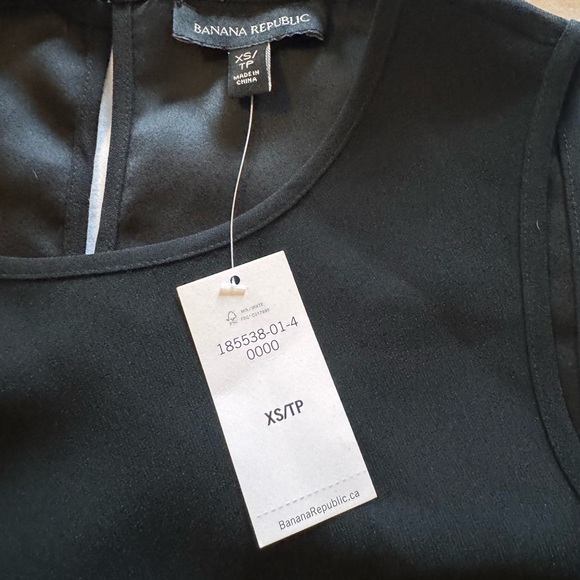 BANANA REPUBLIC
XS/
TP
MADE IN
CHINA
185538-01-4
0000
XS/TP
BananaRepublic.ca